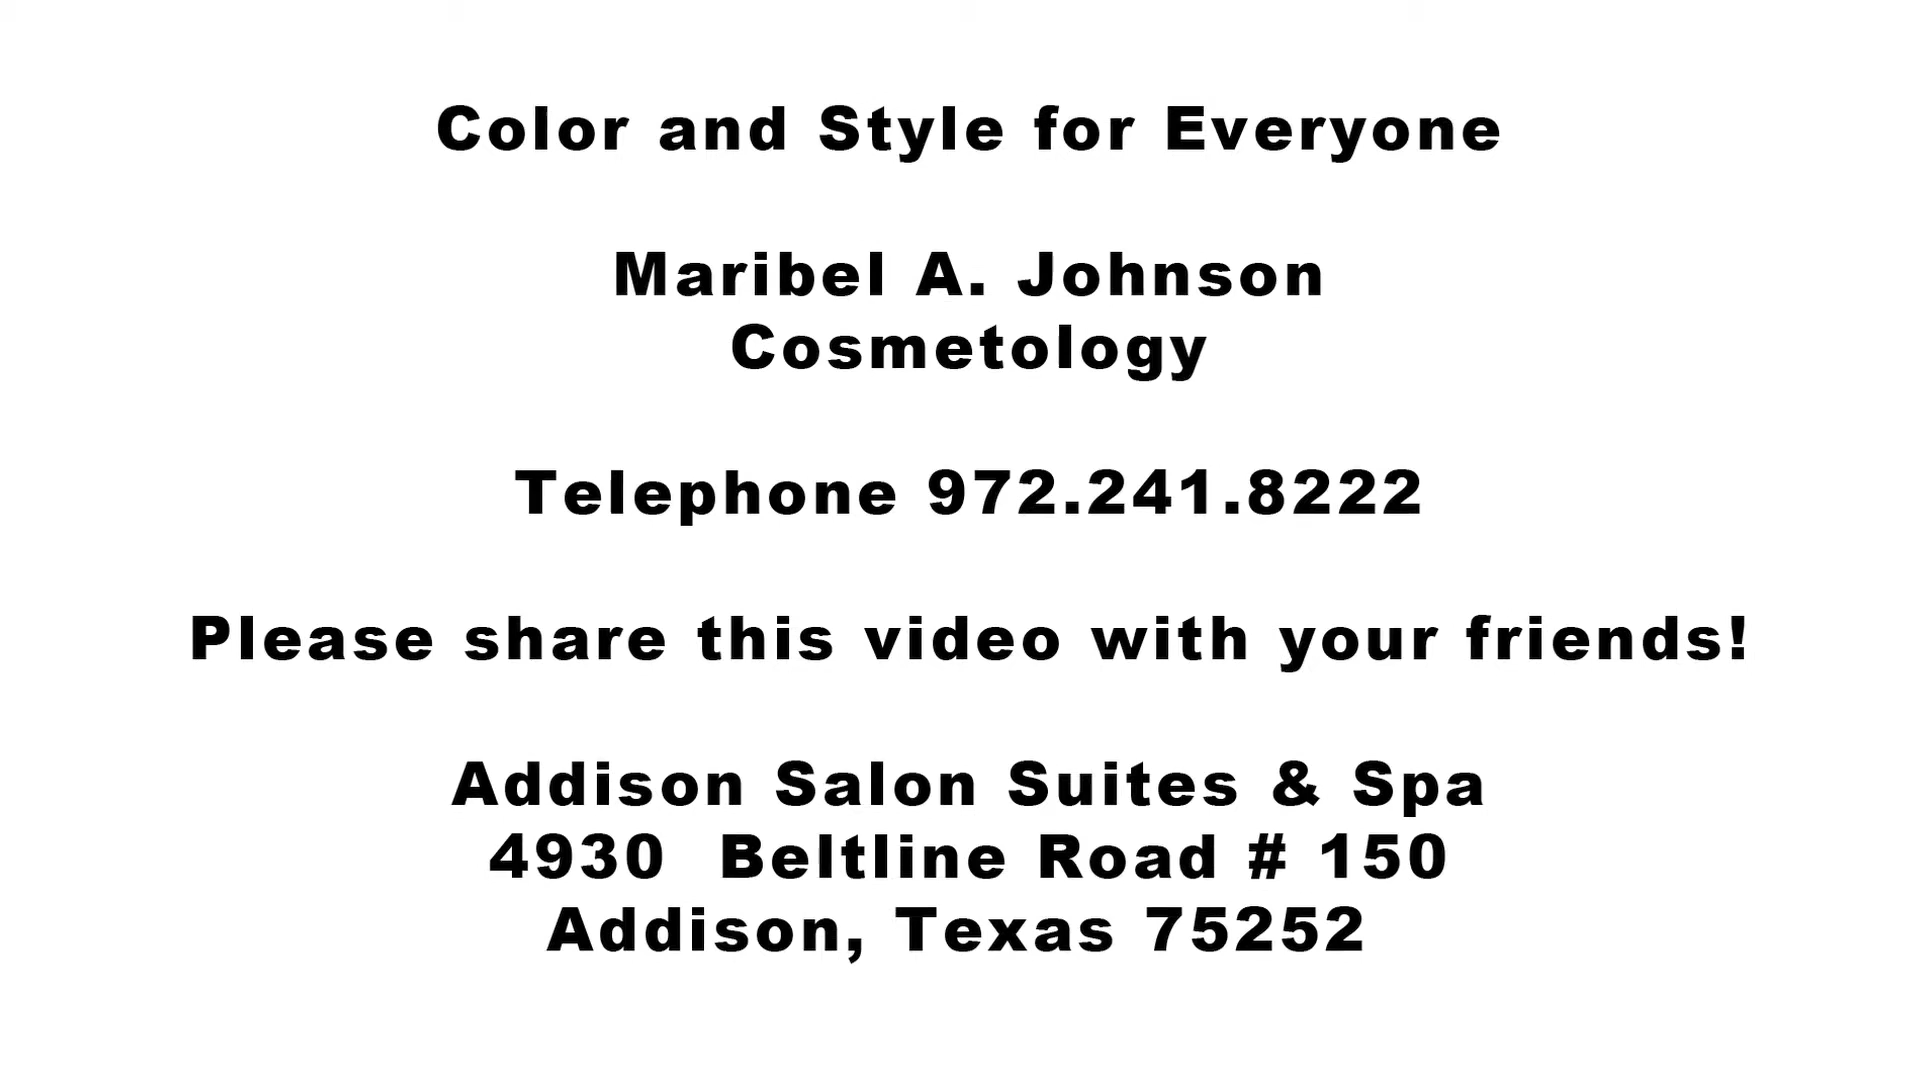 Color and Style for Everyone
Maribel A. Johnson
Cosmetology
Telephone 972.241.8222
Please share this video with your friends!
Addison Salon Suites & Spa
4930  Beltline Road # 150
Addison, Texas 75252